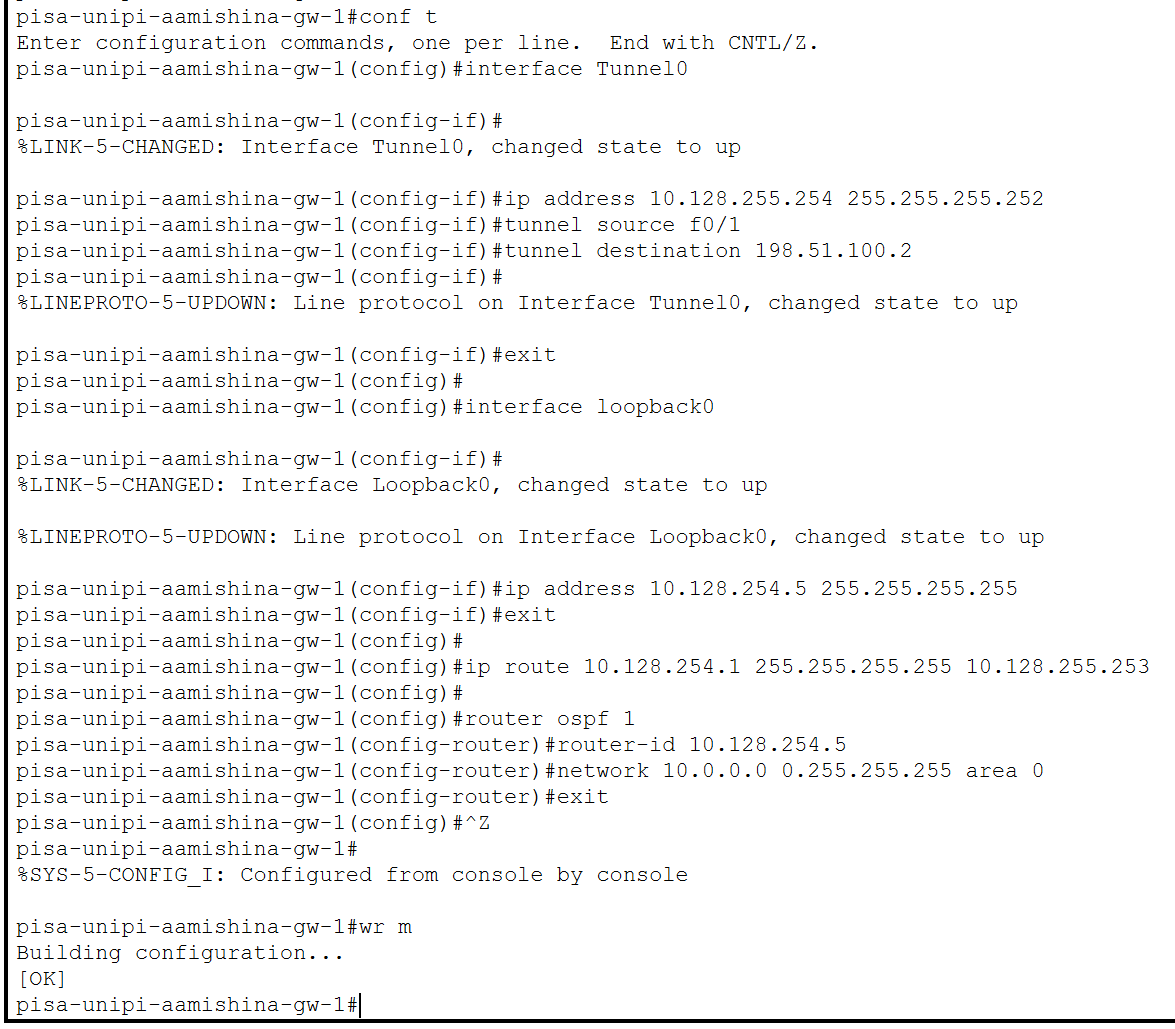 pisa-unipi-aamishina-gw-1#conf t
Enter configuration commands, one per line.  End with CNTL/Z.
pisa-unipi-aamishina-gw-1(config)#interface Tunnel0
pisa-unipi-aamishina-gw-1(config-if)#
%LINK-5-CHANGED: Interface Tunnel0, changed state to up
pisa-unipi-aamishina-gw-1(config-if)#ip address 10.128.255.254 255.255.255.252
pisa-unipi-aamishina-gw-1(config-if)#tunnel source f0/1
pisa-unipi-aamishina-gw-1(config-if)#tunnel destination 198.51.100.2
pisa-unipi-aamishina-gw-1(config-if)#
%LINEPROTO-5-UPDOWN: Line protocol on Interface Tunnel0, changed state to up
pisa-unipi-aamishina-gw-1(config-if)#exit
pisa-unipi-aamishina-gw-1(config)#
pisa-unipi-aamishina-gw-1(config)#interface loopback0
pisa-unipi-aamishina-gw-1(config-if)#
%LINK-5-CHANGED: Interface Loopback0, changed state to up
%LINEPROTO-5-UPDOWN: Line protocol on Interface Loopback0, changed state to up
pisa-unipi-aamishina-gw-1(config-if)#ip address 10.128.254.5 255.255.255.255
pisa-unipi-aamishina-gw-1(config-if)#exit
pisa-unipi-aamishina-gw-1(config)#
pisa-unipi-aamishina-gw-1(config)#ip route 10.128.254.1 255.255.255.255 10.128.255.253
pisa-unipi-aamishina-gw-1(config)#
pisa-unipi-aamishina-gw-1(config)#router ospf 1
pisa-unipi-aamishina-gw-1(config-router)#router-id 10.128.254.5
pisa-unipi-aamishina-gw-1(config-router)#network 10.0.0.0 0.255.255.255 area 0
pisa-unipi-aamishina-gw-1(config-router)#exit
pisa-unipi-aamishina-gw-1(config)#^Z
pisa-unipi-aamishina-gw-1#
%SYS-5-CONFIG_I: Configured from console by console
pisa-unipi-aamishina-gw-1#wr m
Building configuration...
[OK]
pisa-unipi-aamishina-gw-1#